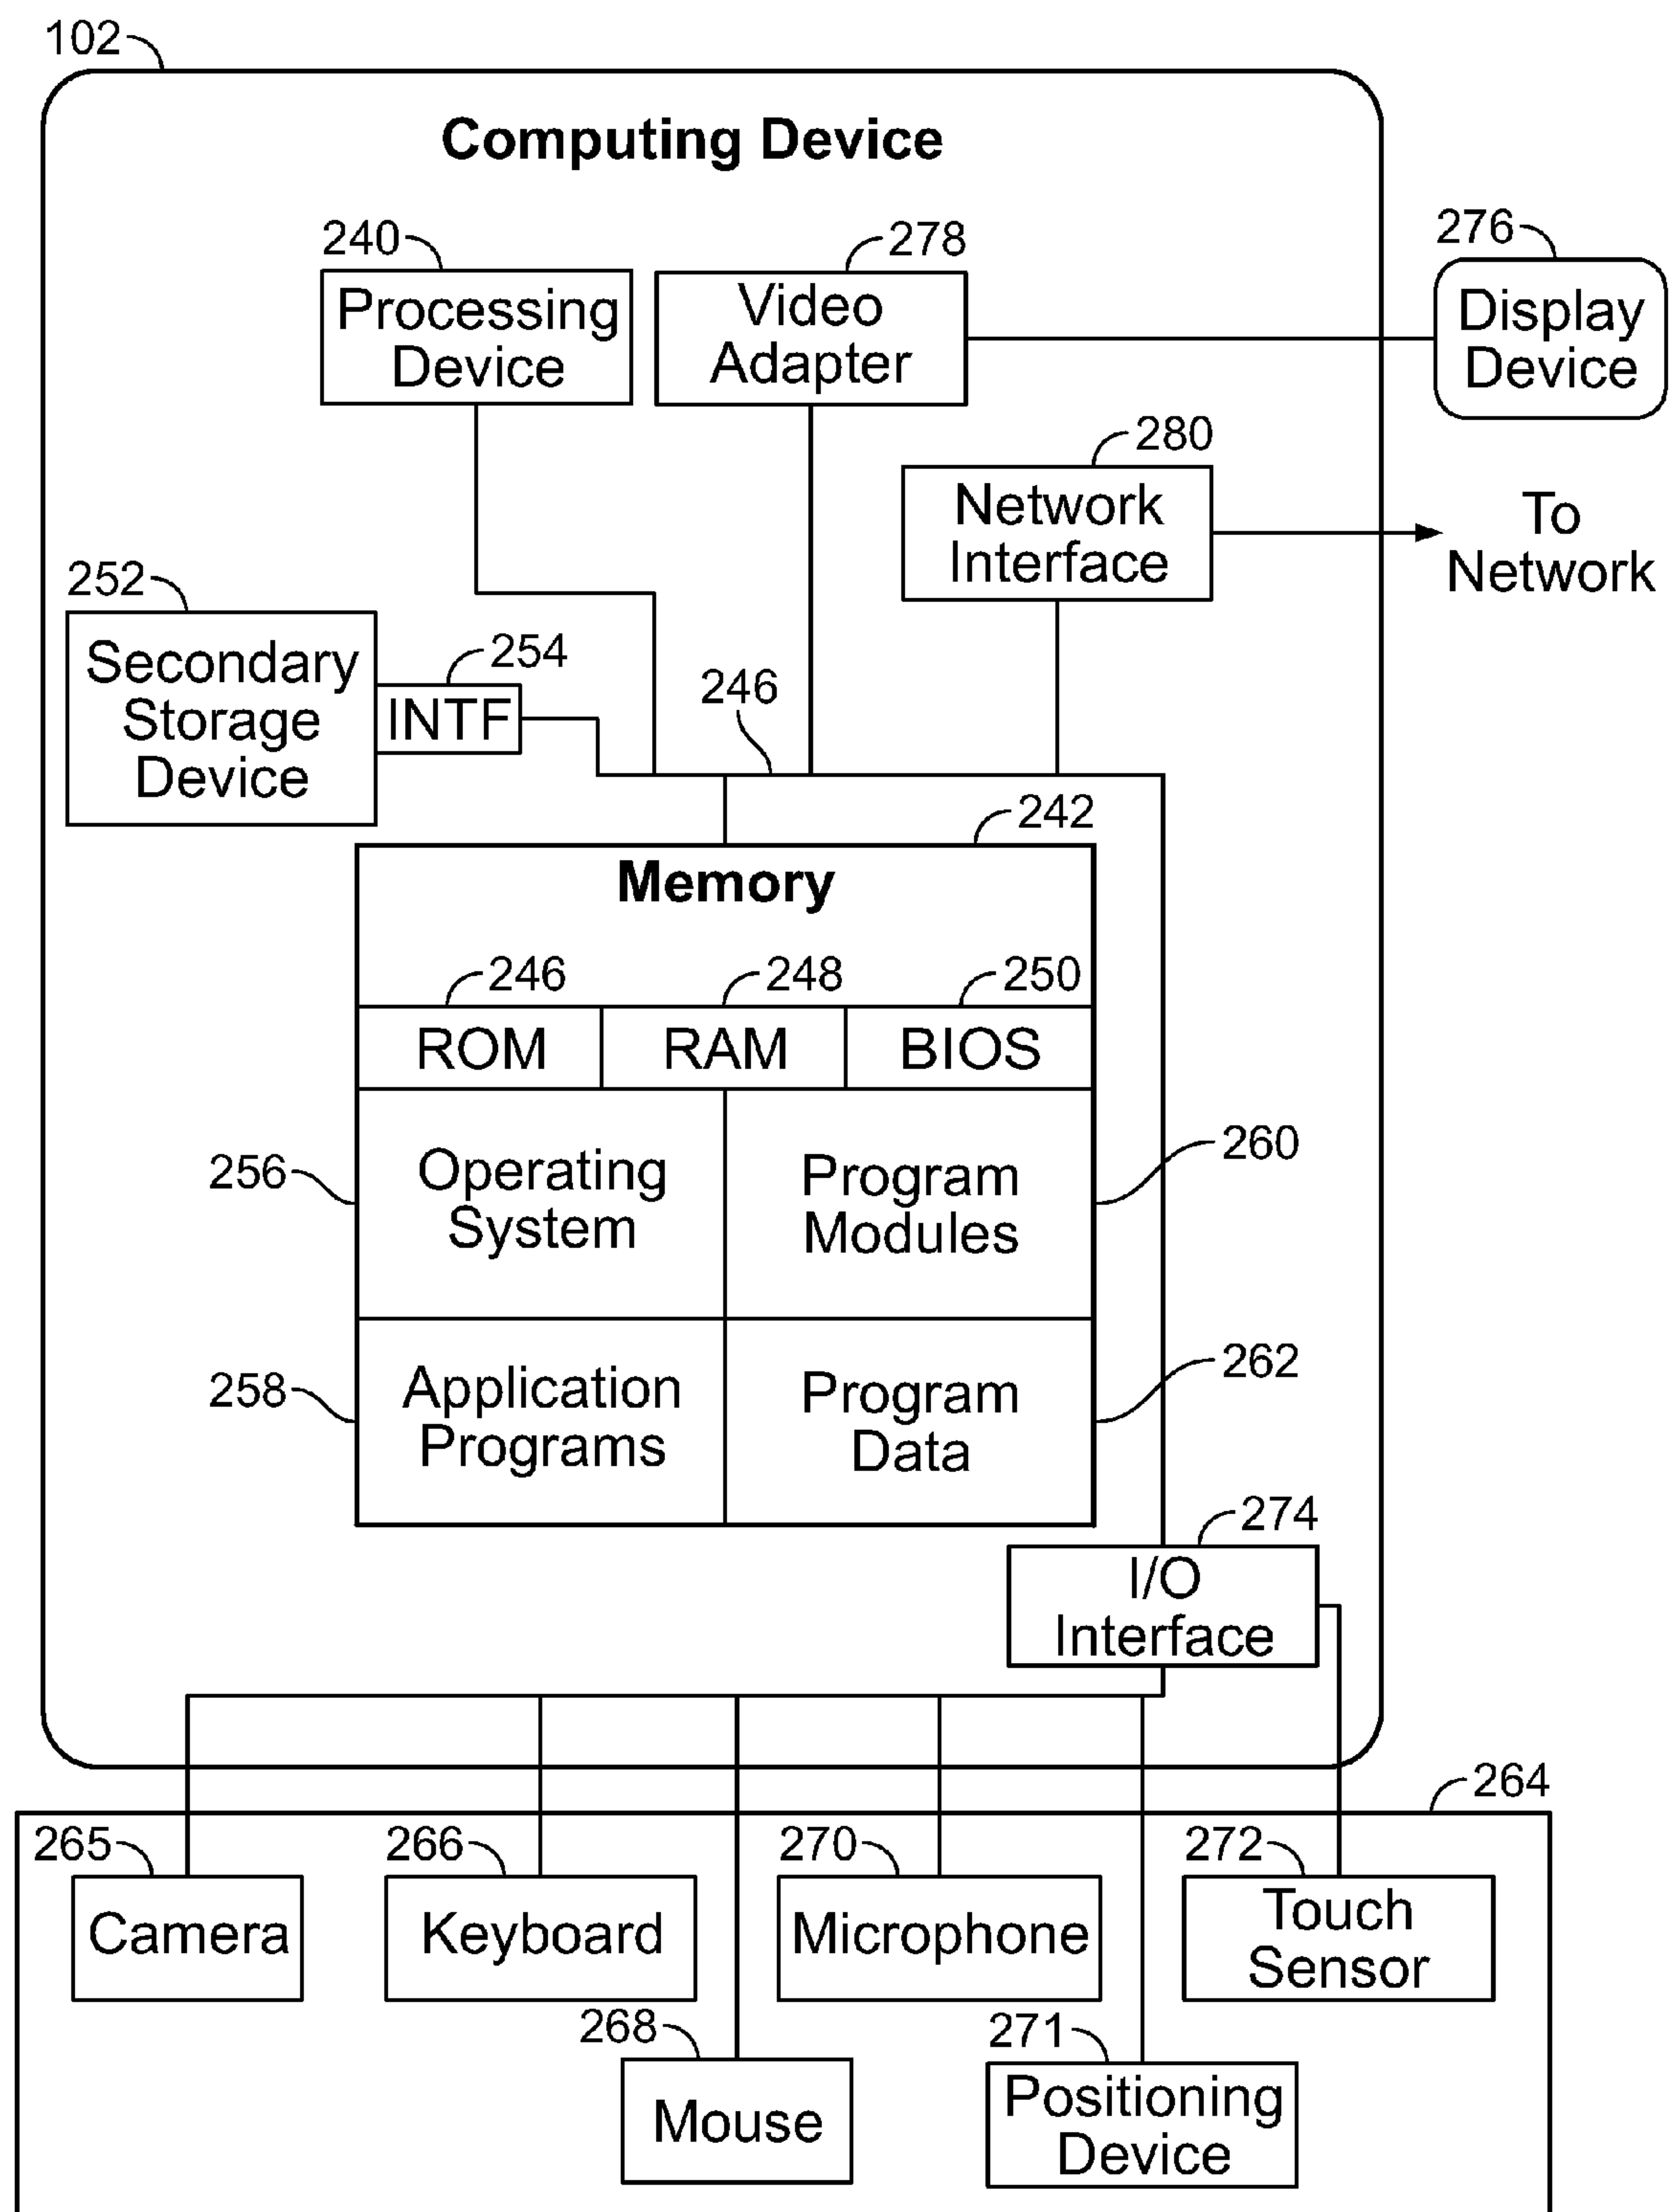 102
Computing Device
240
278
276
Processing
Device
Video
Adapter
Display
Device
280
Network
Interface
To
Network
252
Secondary
Storage
Device
254
INTF
246
242
Memory
246
248
250
ROM
RAM
BIOS
256
Operating
System
Program
Modules
260
258
Application
Programs
Program
Data
262
274
I/O
Interface
264
265
266
270
272
Camera
Keyboard
Microphone
Touch
Sensor
268
271
Mouse
Positioning
Device